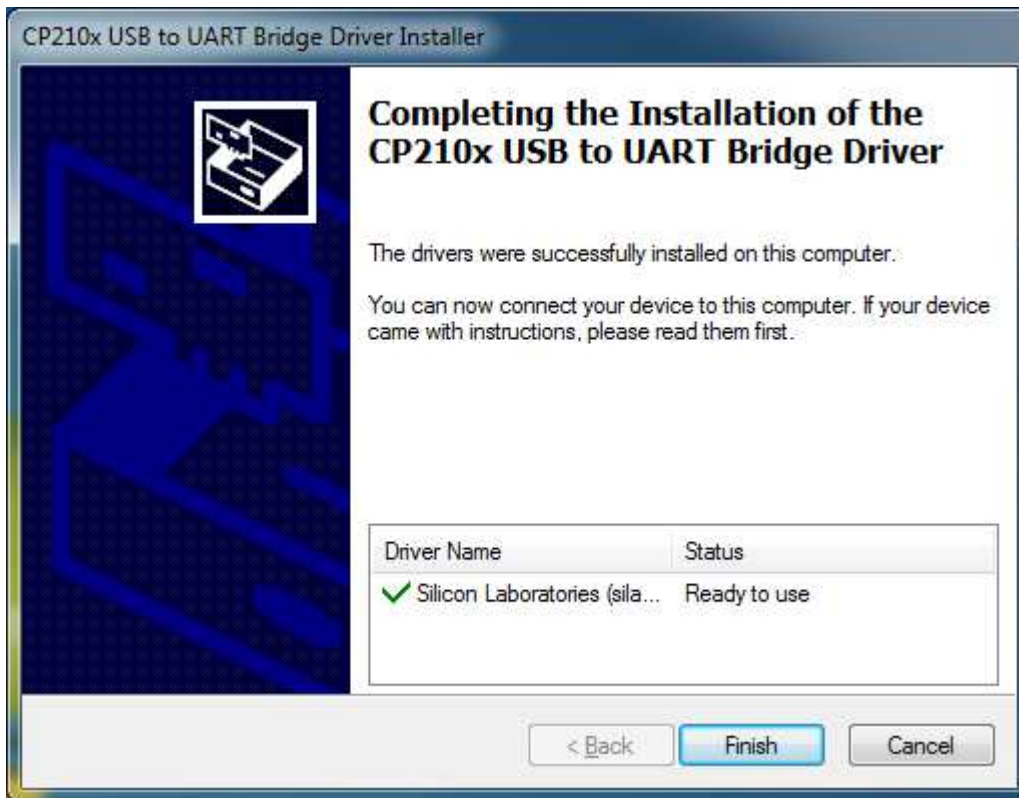 CP210x USB to UART Bridge Driver Installer
Completing the Installation of the
CP210x USB to UART Bridge Driver
The drivers were successfully installed on this computer.
You can now connect your device to this computer. If your device
came with instructions, please read them first.
Driver Name Status
Silicon Laboratories (sila... Ready to use
< Back Finish Cancel